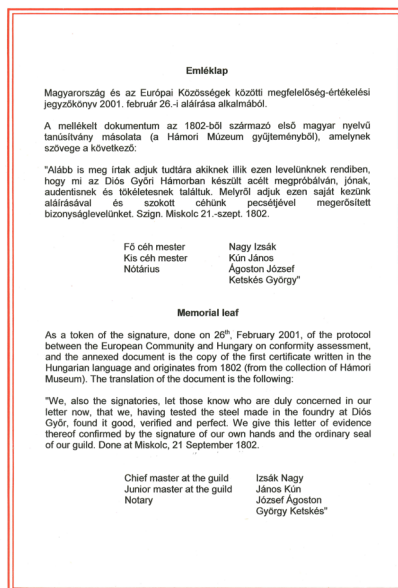 Emléklap
Magyarország és az Európai Közösségek közötti megfelelőség-értékelési
jegyzőkönyv 2001. február 26.-i aláírása alkalmából.
A mellékelt dokumentum az 1802-ből származó első magyar nyelvű
tanúsítvány másolata (a Hámori Múzeum gyűjteményéből), amelynek
szövege a következő:
"Alább is meg írtak adjuk tudtára akiknek illik ezen levelünknek rendiben,
hogy mi az Diós Győri Hámorban készült acélt megpróbálván, jónak,
audentisnek és tökéletesnek találtuk. Melyről adjuk ezen saját kezünk
aláírásával és szokott céhünk pecsétjével megerősített
bizonyságlevelünket. Szign. Miskolc 21.-szept. 1802.
Fő céh mester Nagy Izsák
Kis céh mester Kún János
Nótárius Ágoston József
Ketskés György"
Memorial leaf
As a token of the signature, done on 26th, February 2001, of the protocol
between the European Community and Hungary on conformity assessment,
and the annexed document is the copy of the first certificate written in the
Hungarian language and originates from 1802 (from the collection of Hámori
Museum). The translation of the document is the following:
"We, also the signatories, let those know who are duly concerned in our
letter now, that we, having tested the steel made in the foundry at Diós
Győr, found it good, verified and perfect. We give this letter of evidence
thereof confirmed by the signature of our own hands and the ordinary seal
of our guild. Done at Miskolc, 21 September 1802.
Chief master at the guild Izsák Nagy
Junior master at the guild János Kún
Notary József Ágoston
György Ketskés"